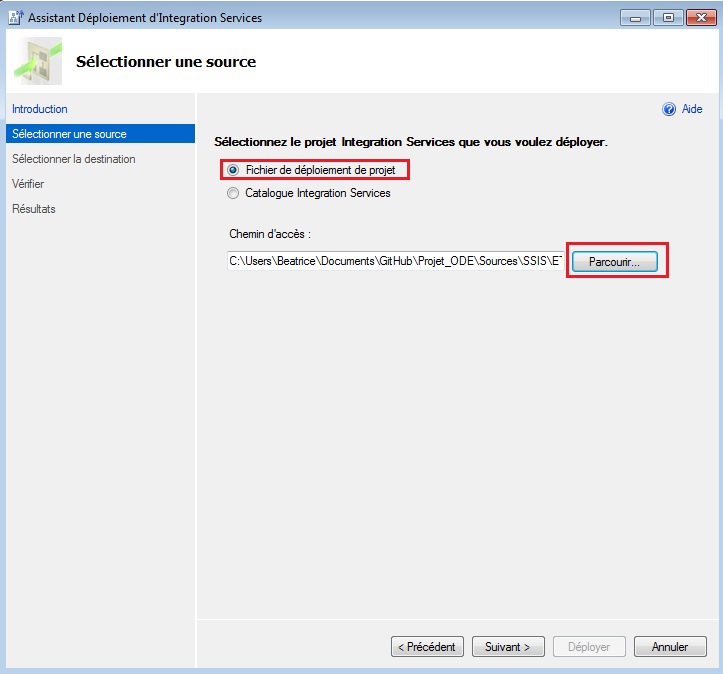 Assistant Déploiement d'Integration Services
Sélectionner une source
Introduction
Sélectionner une source
Sélectionner la destination
Vérifier
Résultats
Aide
Sélectionnez le projet Integration Services que vous voulez déployer.
Fichier de déploiement de projet
Catalogue Integration Services
Chemin d'accès :
C:\Users\Beatrice\Documents\GitHub\Projet_ODE\Sources\SSIS\E
Parcourir...
< Précédent
Suivant >
Déployer
Annuler